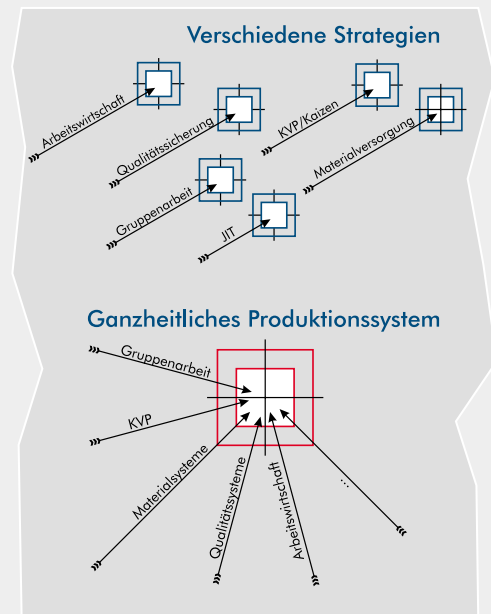 Verschiedene Strategien
Arbeitswirtschaft
Qualitätssicherung
KVP/Kaizen
Materialversorgung
Gruppenarbeit
JIT
Ganzheitliches Produktionssystem
Gruppenarbeit
KVP
Materialsysteme
Qualitätssysteme
Arbeitswirtschaft
...